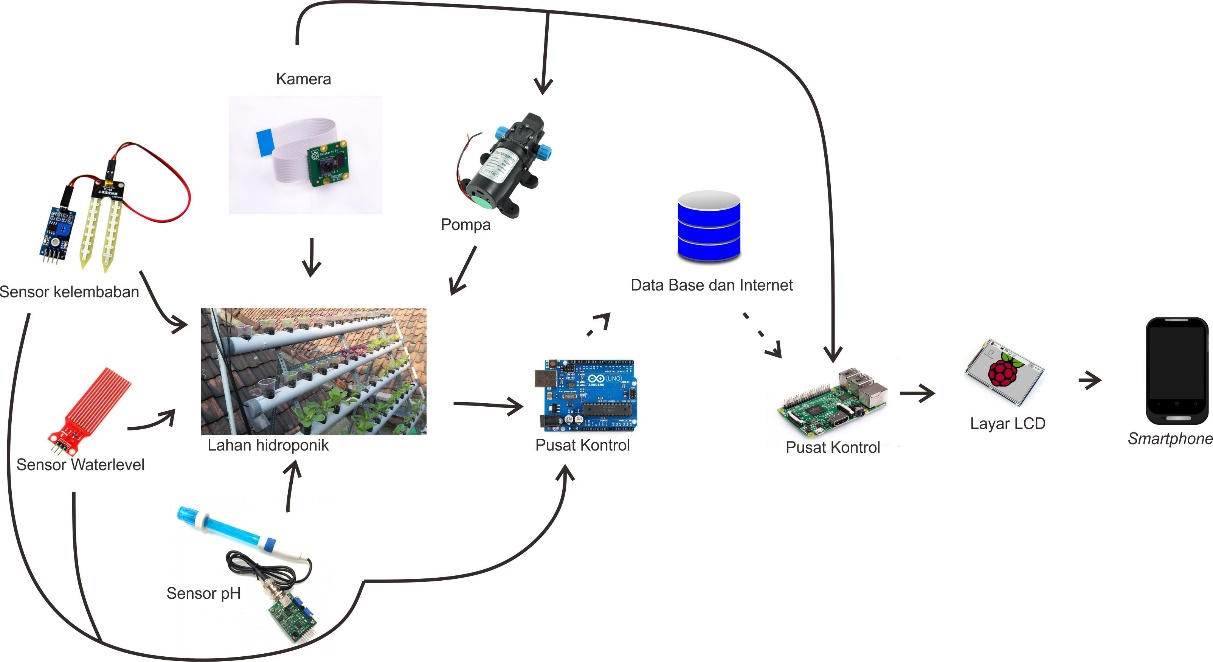 Kamera
Pompa
Sensor kelembaban
Data Base dan Internet
Lahan hidroponik
UNO
Pusat Kontrol
Pusat Kontrol
Layar LCD
Smartphone
Sensor Waterlevel
Sensor pH